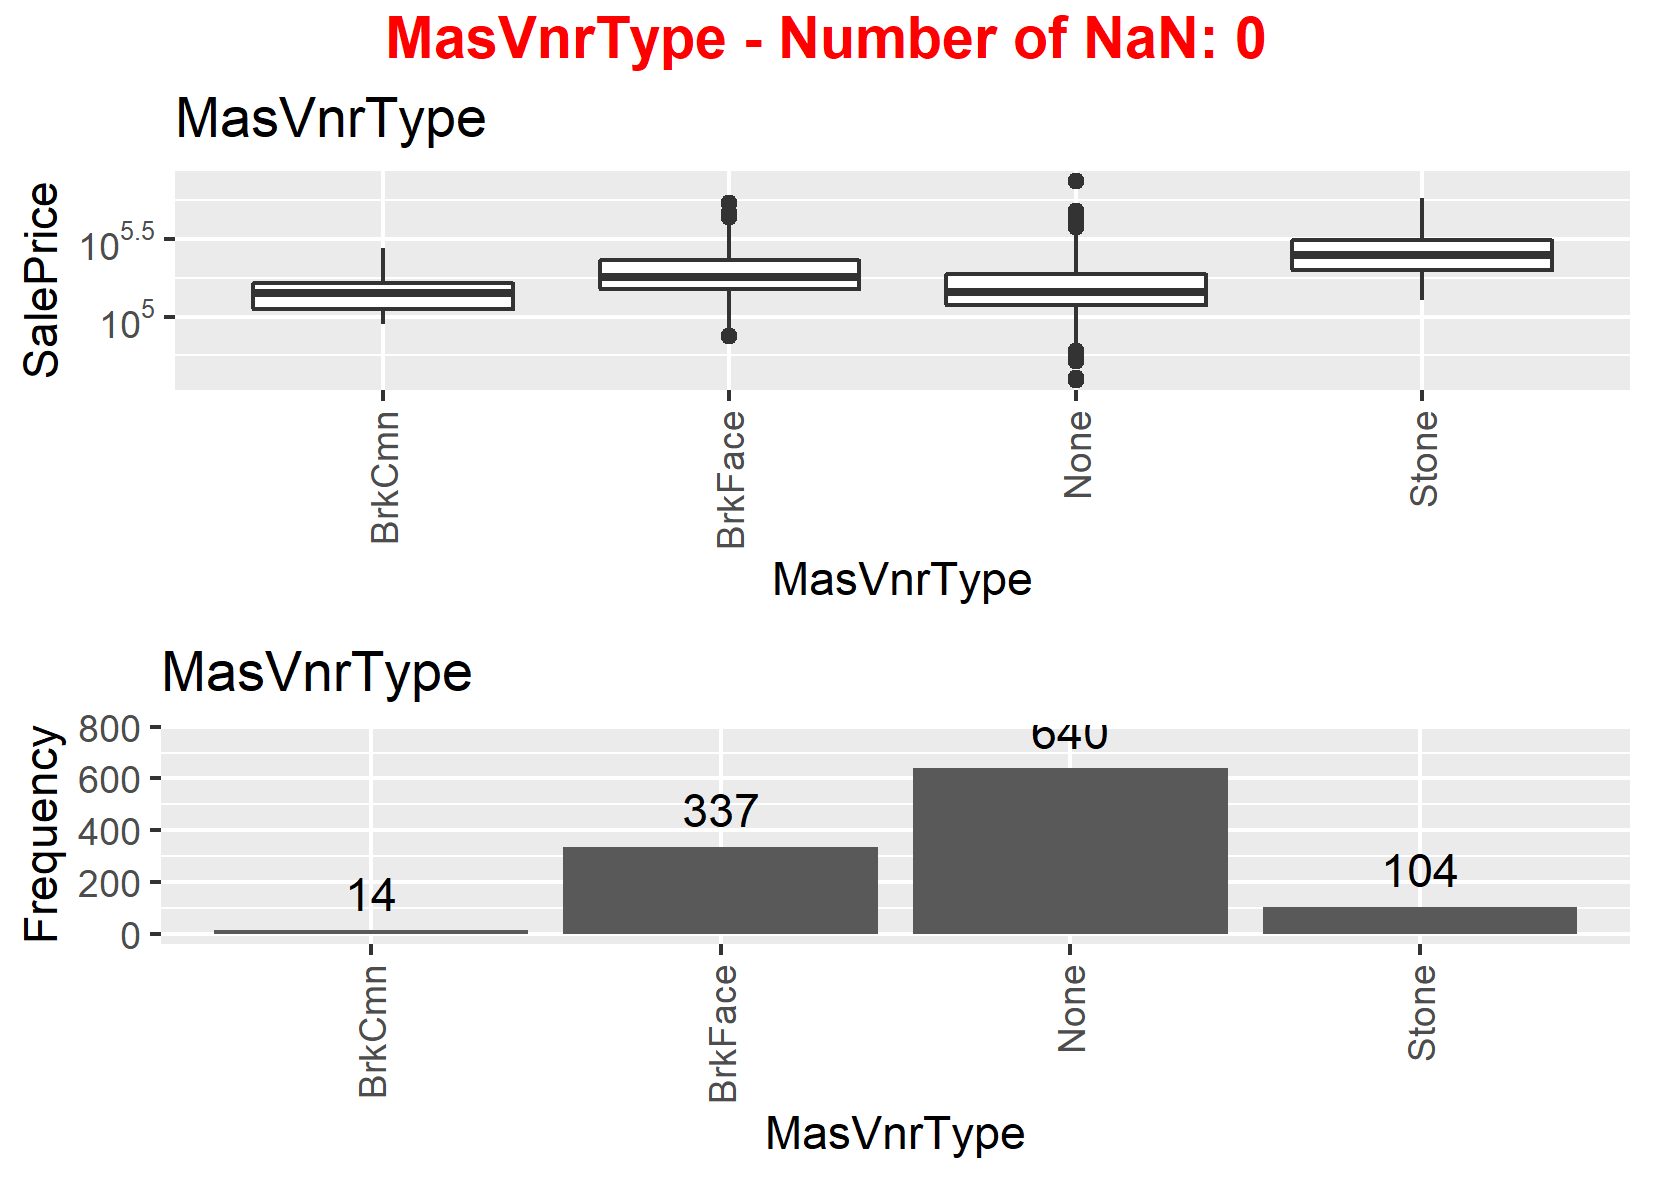 MasVnrType - Number of NaN: 0
MasVnrType
SalePrice
10^5.5
10^5
BrkCmn
BrkFace
None
Stone
MasVnrType
MasVnrType
Frequency
800
600
400
200
0
14
337
640
104
BrkCmn
BrkFace
None
Stone
MasVnrType